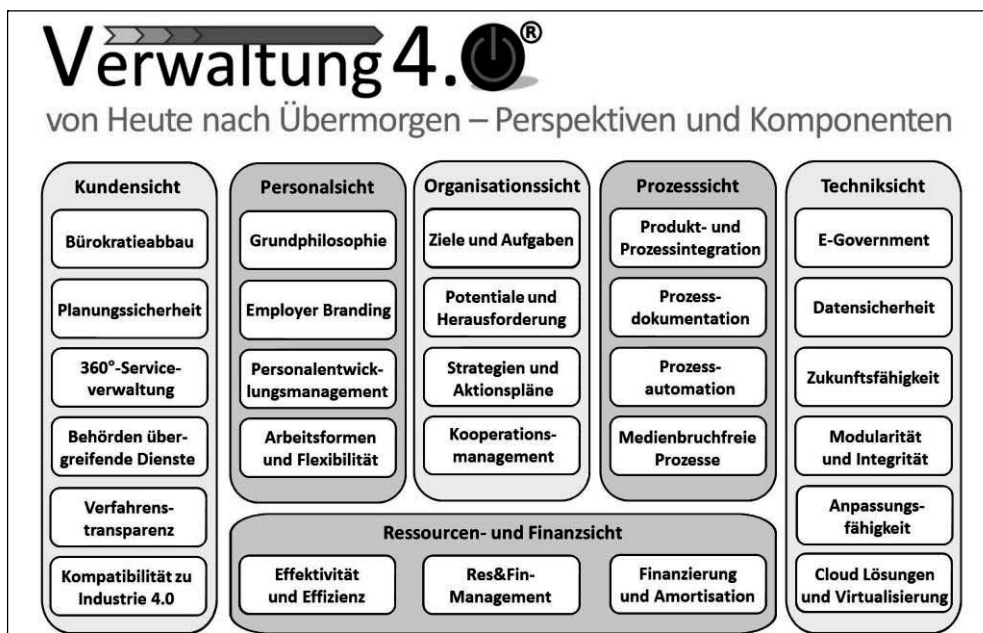 Verwaltung 4.0®
von Heute nach Übermorgen – Perspektiven und Komponenten
Kundensicht
Bürokratieabbau
Planungssicherheit
360°-Service-
verwaltung
Behörden über-
greifende Dienste
Verfahrens-
transparenz
Kompatibilität zu
Industrie 4.0
Personalsicht
Grundphilosophie
Employer Branding
Personalentwick-
lungsmanagement
Arbeitsformen
und Flexibilität
Organisationssicht
Ziele und Aufgaben
Potentiale und
Herausforderung
Strategien und
Aktionspläne
Kooperations-
management
Prozesssicht
Produkt- und
Prozessintegration
Prozess-
dokumentation
Prozess-
automation
Medienbruchfreie
Prozesse
Techniksicht
E-Government
Datensicherheit
Zukunftsfähigkeit
Modularität
und Integrität
Anpassungs-
fähigkeit
Cloud Lösungen
und Virtualisierung
Ressourcen- und Finanzsicht
Effektivität
und Effizienz
Res&Fin-
Management
Finanzierung
und Amortisation